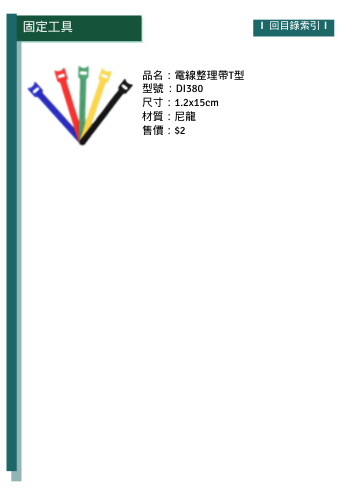 固定工具
I 回目錄索引 I
品名：電線整理帶T型
型號：DI380
尺寸：1.2x15cm
材質：尼龍
售價：$2